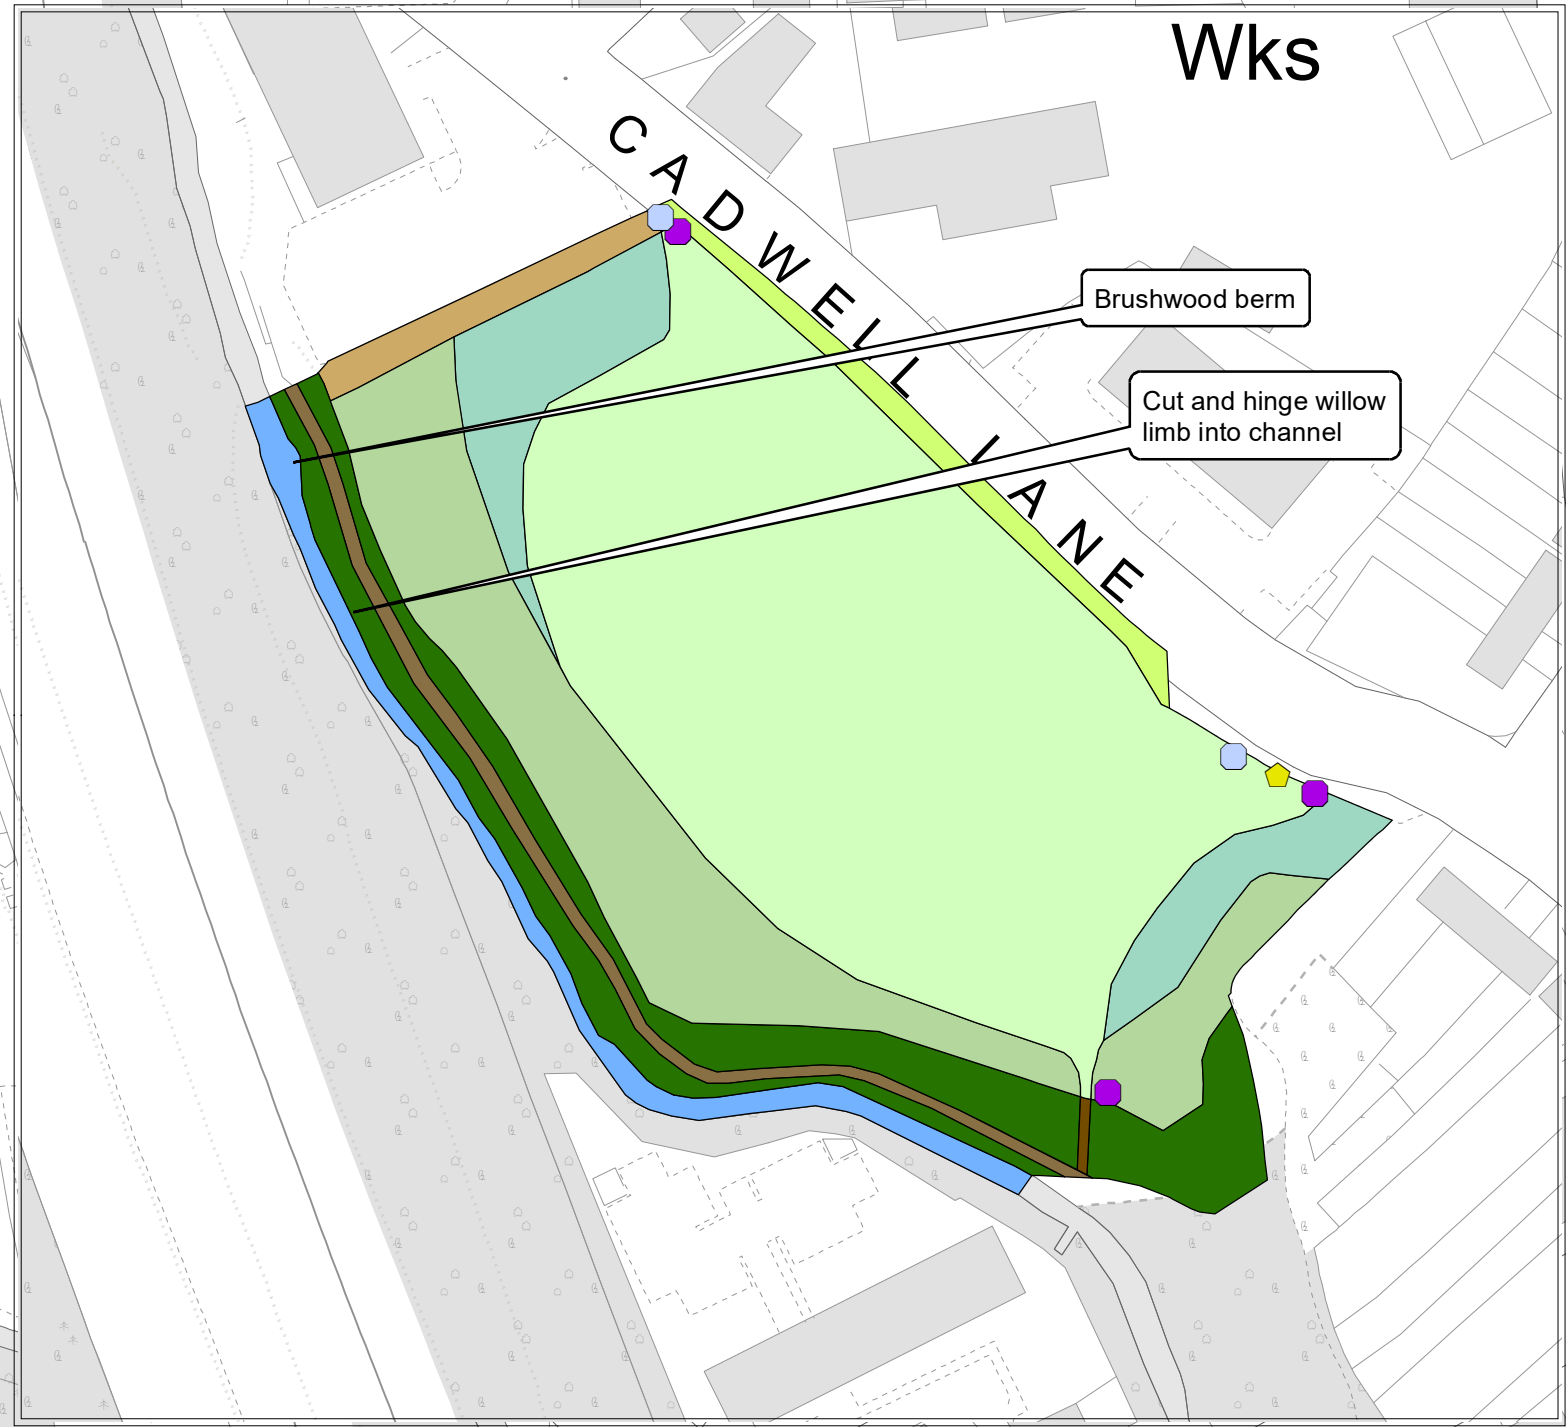 Wks
CADWELL LANE
Brushwood berm
Cut and hinge willow
limb into channel